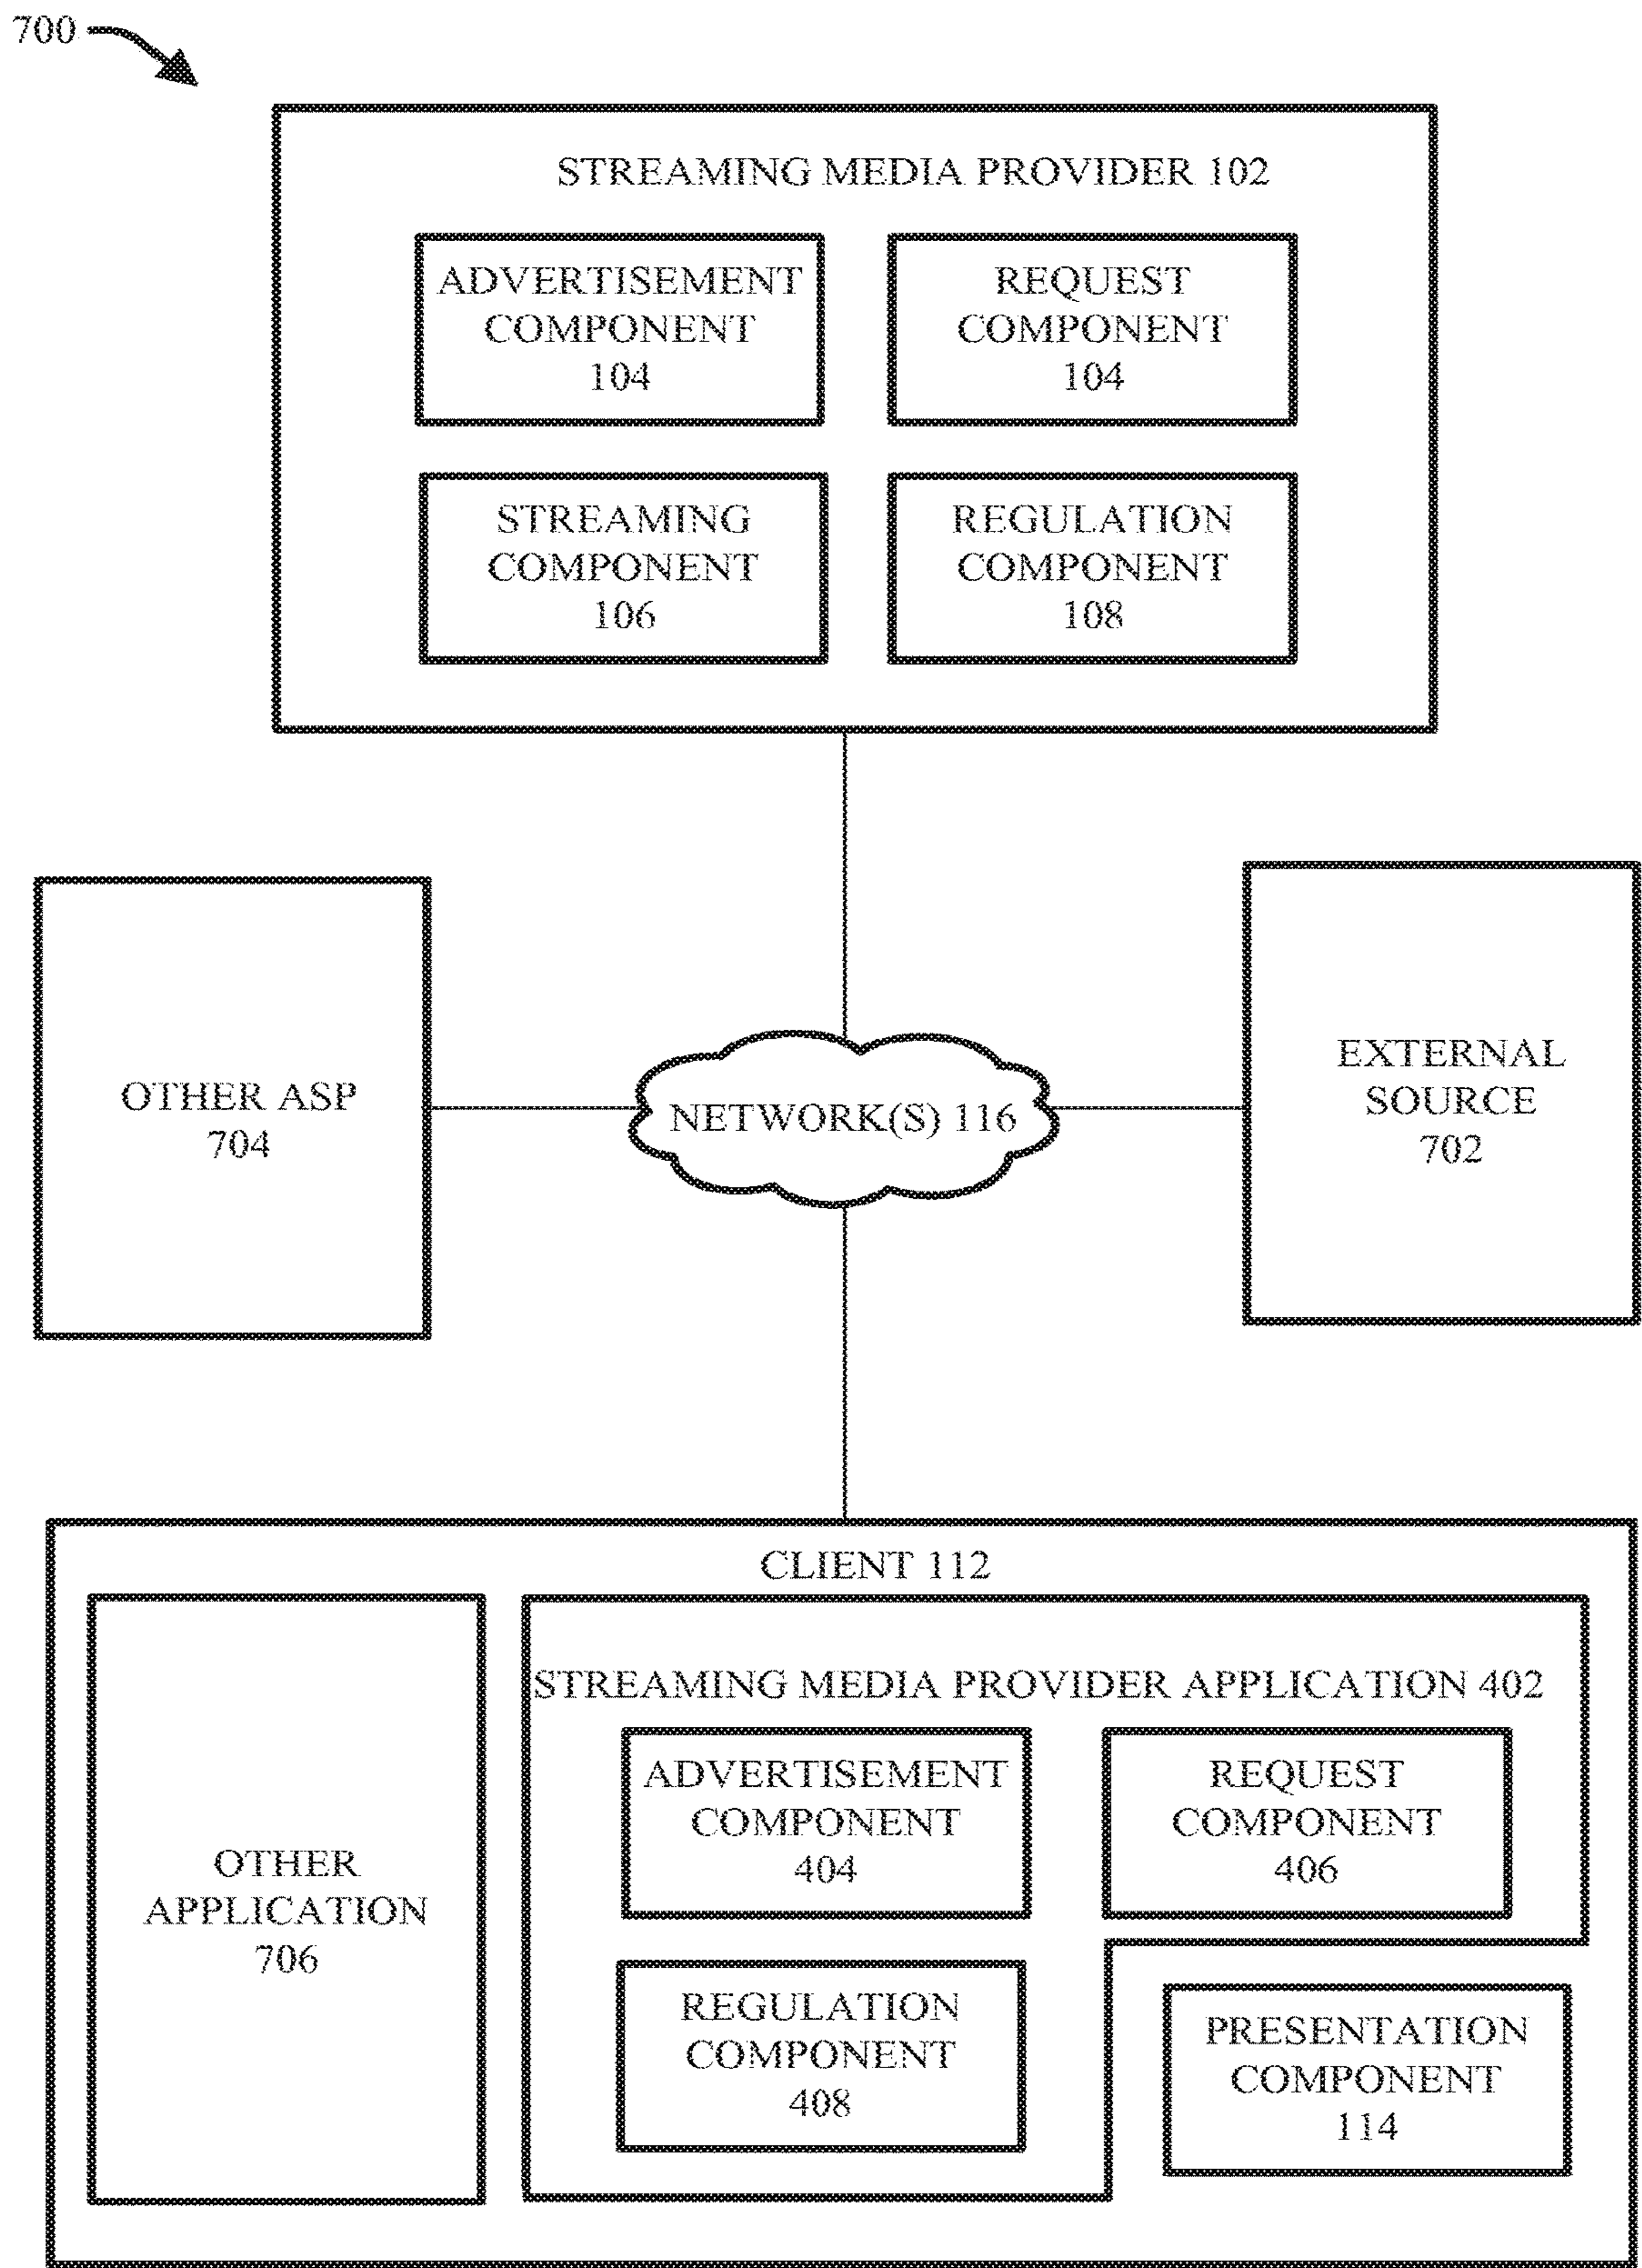 700
STREAMING MEDIA PROVIDER 102
ADVERTISEMENT
COMPONENT
104
REQUEST
COMPONENT
104
STREAMING
COMPONENT
106
REGULATION
COMPONENT
108
OTHER ASP
704
NETWORK(S) 116
EXTERNAL
SOURCE
702
CLIENT 112
OTHER
APPLICATION
706
STREAMING MEDIA PROVIDER APPLICATION 402
ADVERTISEMENT
COMPONENT
404
REQUEST
COMPONENT
406
REGULATION
COMPONENT
408
PRESENTATION
COMPONENT
114